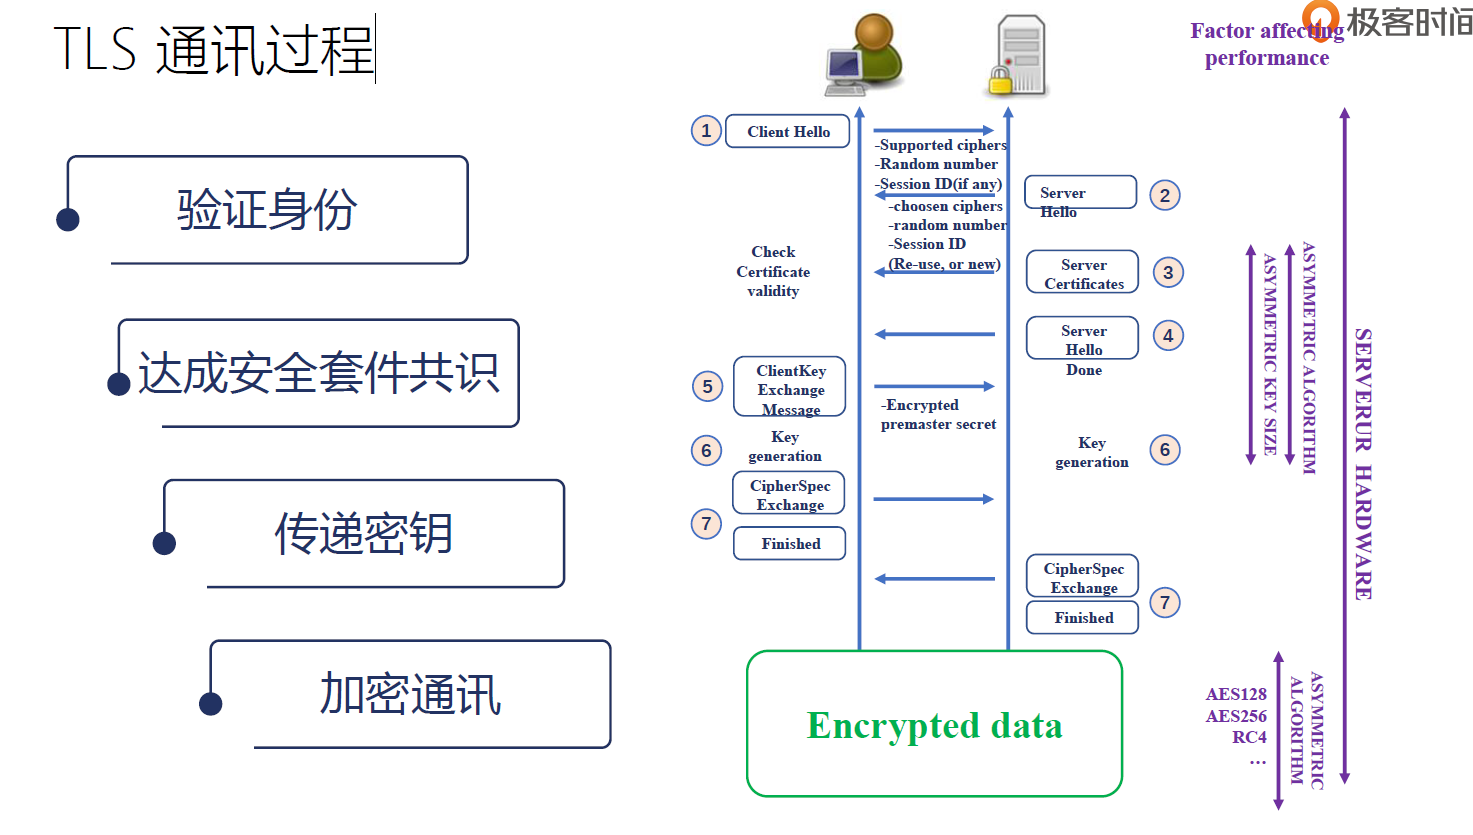 TLS 通讯过程
验证身份
达成安全套件共识
传递密钥
加密通讯
极客时间
Factor affecting
performance
1
Client Hello
-Supported ciphers
-Random number
-Session ID(if any)
Server
Hello
2
-choosen ciphers
-random number
-Session ID
(Re-use, or new)
Check
Certificate
validity
Server
Certificates
3
Server
Hello
Done
4
5
ClientKey
Exchange
Message
-Encrypted
premaster secret
6
Key
generation
Key
generation
6
7
CipherSpec
Exchange
Finished
CipherSpec
Exchange
Finished
7
Encrypted data
ASYMMETRIC KEY SIZE
ASYMMETRIC ALGORITHM
SERVERUR HARDWARE
AES128
AES256
RC4
…
ASYMMETRIC
ALGORITHM